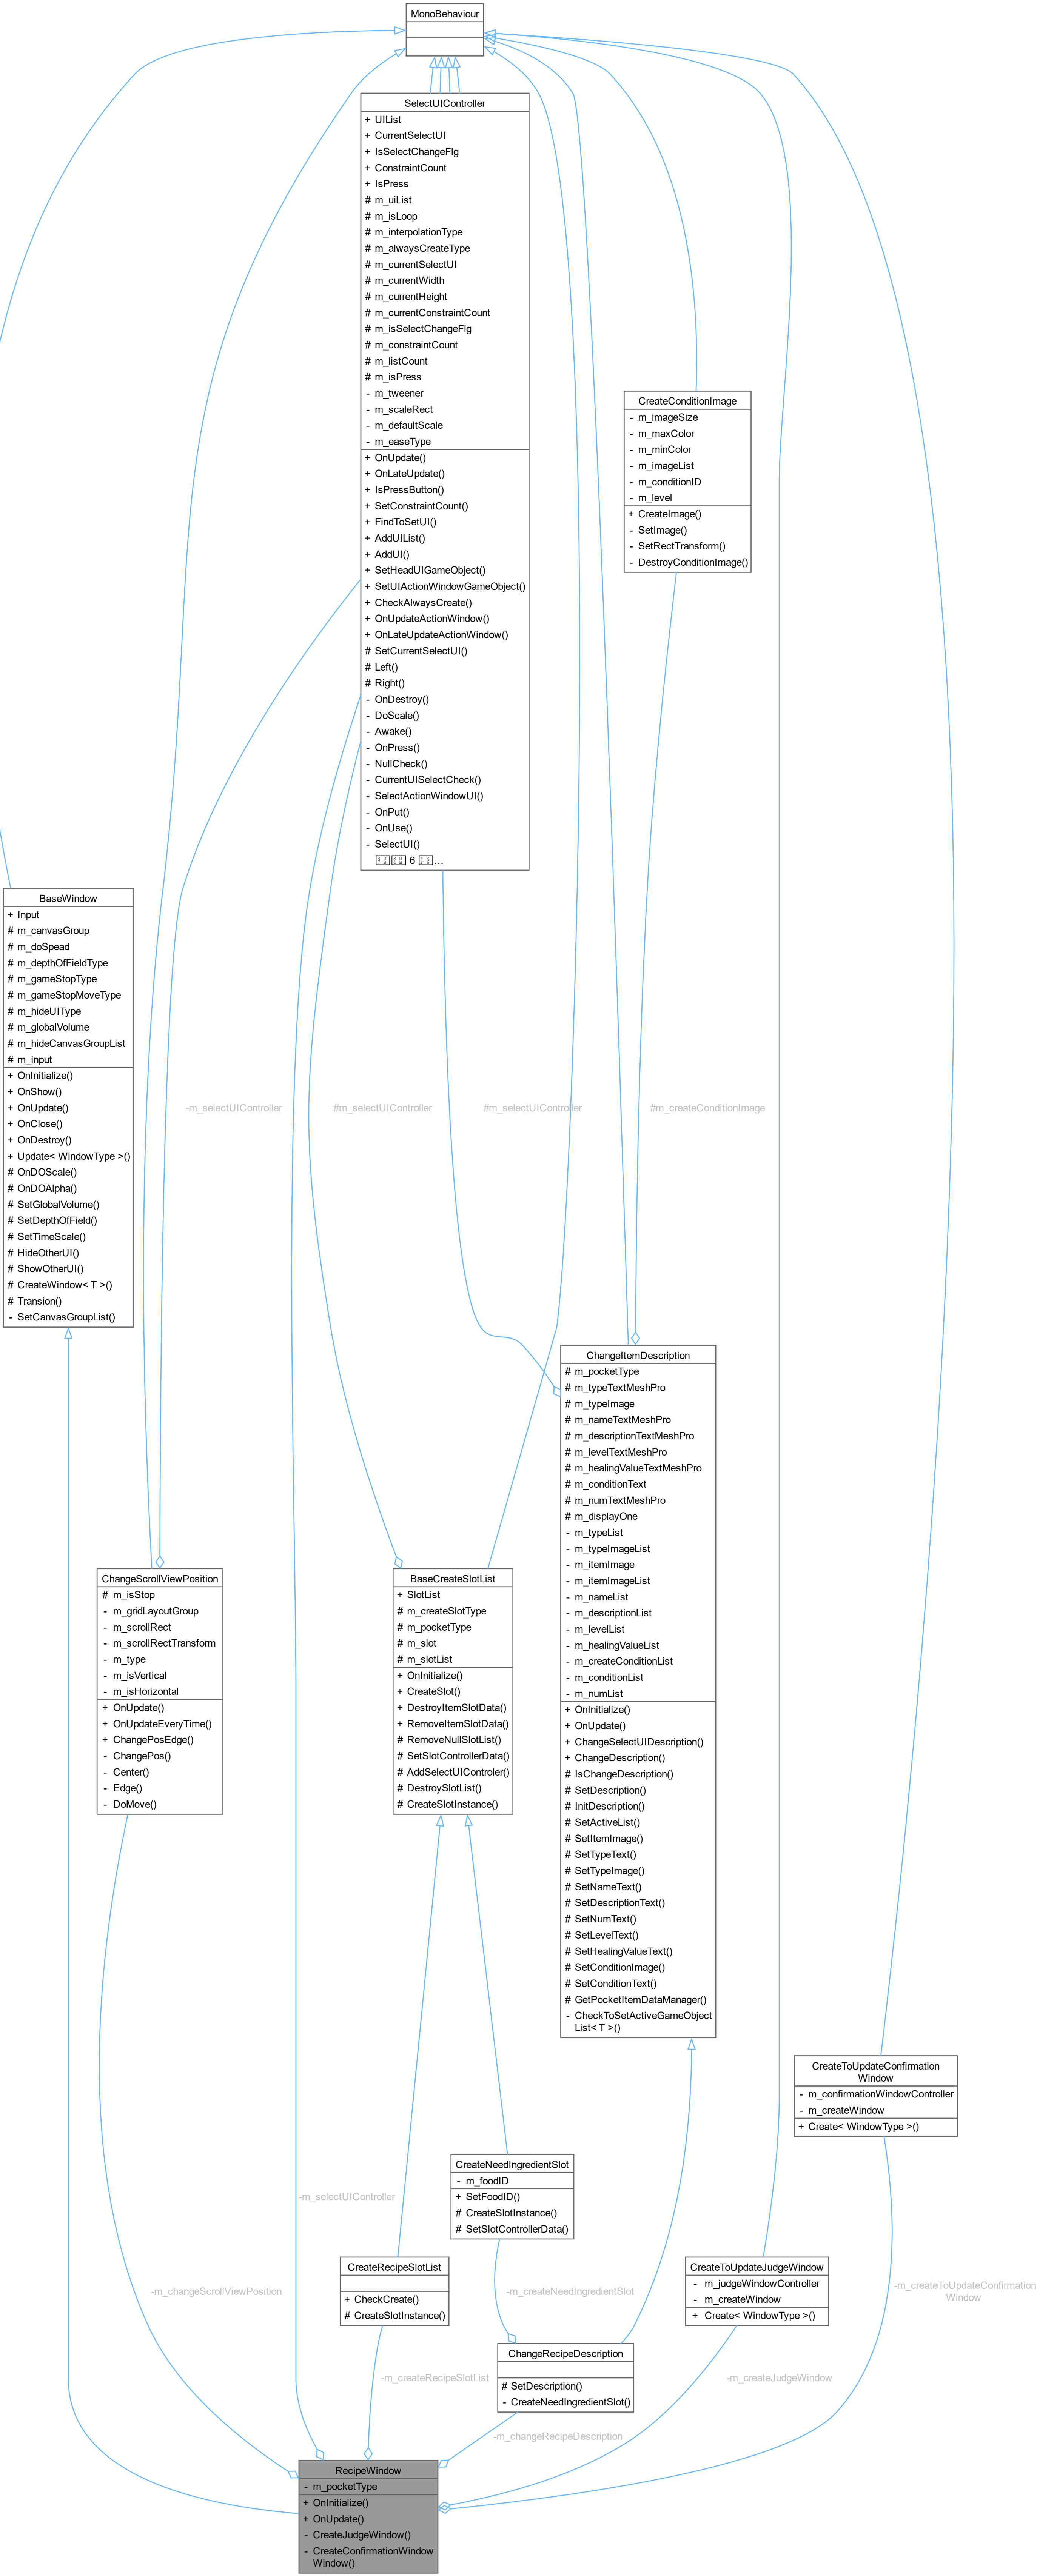 MonoBehaviour
SelectUIController
+ UIList
+ CurrentSelectUI
+ IsSelectChangeFlg
+ ConstraintCount
+ IsPress
# m_uiList
# m_isLoop
# m_interpolationType
# m_alwaysCreateType
# m_currentSelectUI
# m_currentWidth
# m_currentHeight
# m_currentConstraintCount
# m_isSelectChangeFlg
# m_constraintCount
# m_listCount
# m_isPress
- m_tweener
- m_scaleRect
- m_defaultScale
- m_easeType
+ OnUpdate()
+ OnLateUpdate()
+ IsPressButton()
+ SetConstraintCount()
+ FindToSetUI()
+ AddUIList()
+ AddUI()
+ SetHeadUIGameObject()
+ SetUIActionWindowGameObject()
+ CheckAlwaysCreate()
+ OnUpdateActionWindow()
+ OnLateUpdateActionWindow()
# SetCurrentSelectUI()
# Left()
# Right()
- OnDestroy()
- DoScale()
- Awake()
- OnPress()
- NullCheck()
- CurrentUISelectCheck()
- SelectActionWindowUI()
- OnPut()
- OnUse()
- SelectUI()
6 ...
CreateConditionImage
- m_imageSize
- m_maxColor
- m_minColor
- m_imageList
- m_conditionID
- m_level
+ CreateImage()
- SetImage()
- SetRectTransform()
- DestroyConditionImage()
BaseWindow
+ Input
# m_canvasGroup
# m_doSpead
# m_depthOfFieldType
# m_gameStopType
# m_gameStopMoveType
# m_hideUIType
# m_globalVolume
# m_hideCanvasGroupList
# m_input
+ OnInitialize()
+ OnShow()
+ OnUpdate()
+ OnClose()
+ OnDestroy()
+ Update< WindowType >()
# OnDOScale()
# OnDOAlpha()
# SetGlobalVolume()
# SetDepthOfField()
# SetTimeScale()
# HideOtherUI()
# ShowOtherUI()
# CreateWindow< T >()
# Transion()
- SetCanvasGroupList()
-m_selectUIController
#m_selectUIController
#m_selectUIController
#m_createConditionImage
ChangeItemDescription
# m_pocketType
# m_typeTextMeshPro
# m_typeImage
# m_nameTextMeshPro
# m_descriptionTextMeshPro
# m_levelTextMeshPro
# m_healingValueTextMeshPro
# m_conditionText
# m_numTextMeshPro
# m_displayOne
- m_typeList
- m_typeImageList
- m_itemImage
- m_itemImageList
- m_nameList
- m_descriptionList
- m_levelList
- m_healingValueList
- m_createConditionList
- m_conditionList
- m_numList
+ OnInitialize()
+ OnUpdate()
+ ChangeSelectUIDescription()
+ ChangeDescription()
# IsChangeDescription()
# SetDescription()
# InitDescription()
# SetActiveList()
# SetItemImage()
# SetTypeText()
# SetTypeImage()
# SetNameText()
# SetDescriptionText()
# SetNumText()
# SetLevelText()
# SetHealingValueText()
# SetConditionImage()
# SetConditionText()
# GetPocketItemDataManager()
- CheckToSetActiveGameObject
List< T >()
ChangeScrollViewPosition
# m_isStop
- m_gridLayoutGroup
- m_scrollRect
- m_scrollRectTransform
- m_type
- m_isVertical
- m_isHorizontal
+ OnUpdate()
+ OnUpdateEveryTime()
+ ChangePosEdge()
- ChangePos()
- Center()
- Edge()
- DoMove()
BaseCreateSlotList
+ SlotList
# m_createSlotType
# m_pocketType
# m_slot
# m_slotList
+ OnInitialize()
+ CreateSlot()
+ DestroyItemSlotData()
+ RemoveItemSlotData()
# RemoveNullSlotList()
# SetSlotControllerData()
# AddSelectUIControler()
# DestroySlotList()
# CreateSlotInstance()
CreateToUpdateConfirmation
Window
- m_confirmationWindowController
- m_createWindow
+ Create< WindowType >()
CreateNeedIngredientSlot
- m_foodID
+ SetFoodID()
# CreateSlotInstance()
# SetSlotControllerData()
-m_selectUIController
CreateRecipeSlotList
+ CheckCreate()
# CreateSlotInstance()
CreateToUpdateJudgeWindow
- m_judgeWindowController
- m_createWindow
+ Create< WindowType >()
-m_changeScrollViewPosition
-m_createNeedIngredientSlot
-m_createToUpdateConfirmation
Window
ChangeRecipeDescription
# SetDescription()
- CreateNeedIngredientSlot()
-m_createRecipeSlotList
-m_createJudgeWindow
-m_changeRecipeDescription
RecipeWindow
- m_pocketType
+ OnInitialize()
+ OnUpdate()
- CreateJudgeWindow()
- CreateConfirmationWindow
Window()